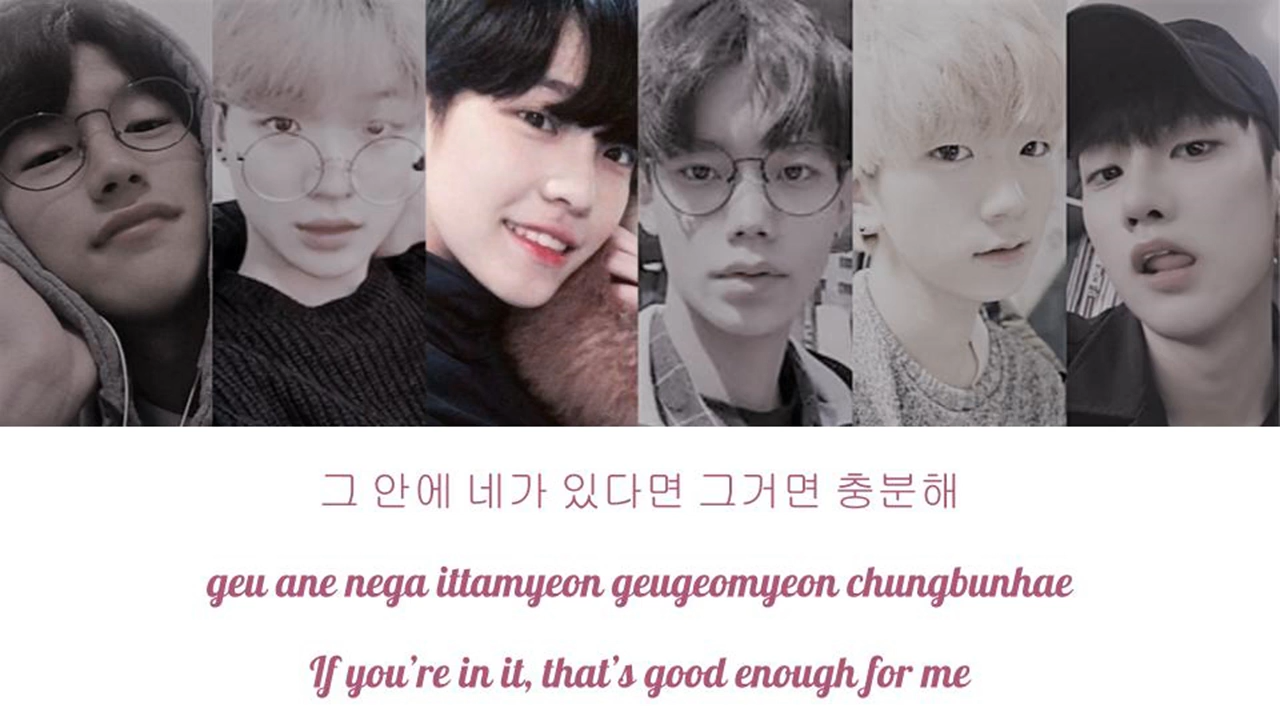 그 안에 네가 있다면 그거면 충분해
geu ane nega ittamyeon geugeomyeon chungbunhae
If you're in it, that's good enough for me